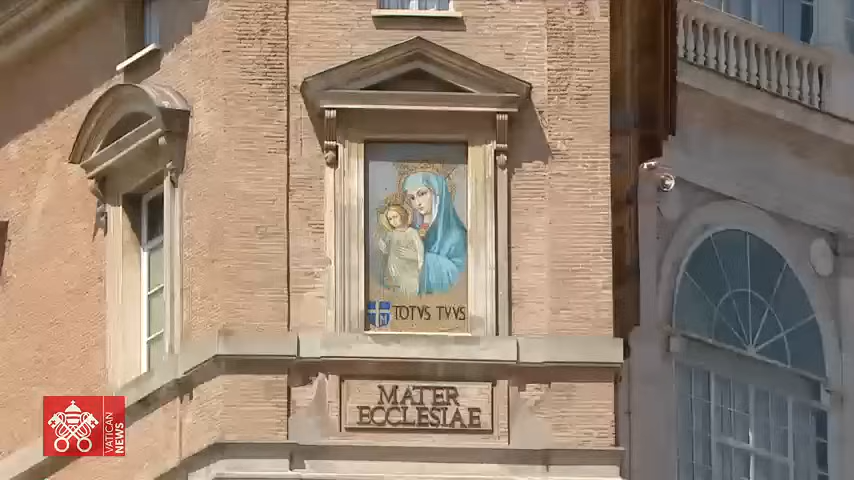 TOTVS TVVS
MATER
ECCLESIAE
VATICAN
NEWS